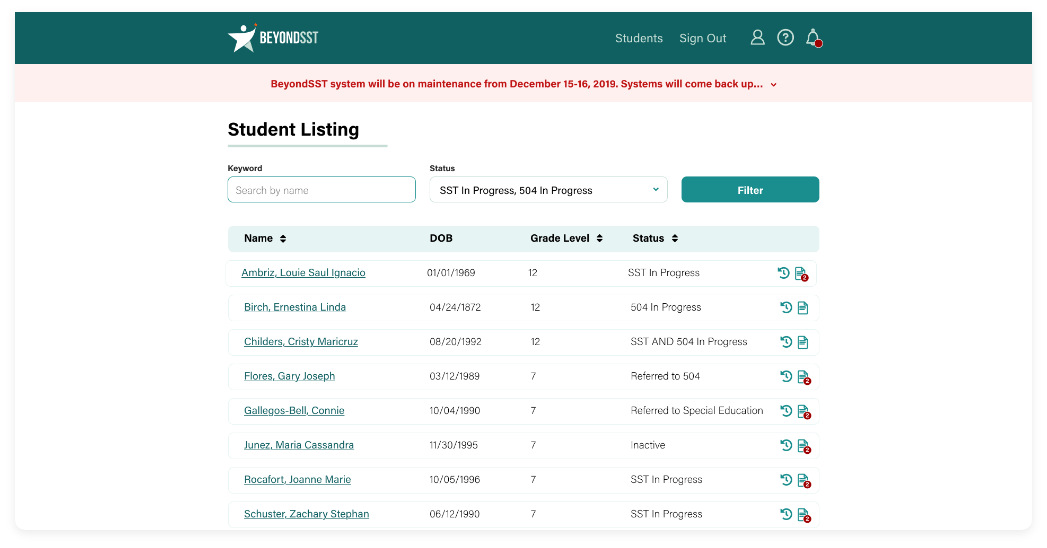 BEYONDSST
Students Sign Out
BeyondSST system will be on maintenance from December 15-16, 2019. Systems will come back up...
Student Listing
Keyword Status
Search by name SST In Progress, 504 In Progress Filter
Name DOB Grade Level Status
Ambriz, Louie Saul Ignacio 01/01/1969 12 SST In Progress 2
Birch, Ernestina Linda 04/24/1872 12 504 In Progress
Childers, Cristy Maricruz 08/20/1992 12 SST AND 504 In Progress
Flores, Gary Joseph 03/12/1989 7 Referred to 504 2
Gallegos-Bell, Connie 10/04/1990 7 Referred to Special Education 2
Junez, Maria Cassandra 11/30/1995 7 Inactive 2
Rocafort, Joanne Marie 10/05/1996 7 SST In Progress 2
Schuster, Zachary Stephan 06/12/1990 7 SST In Progress 2